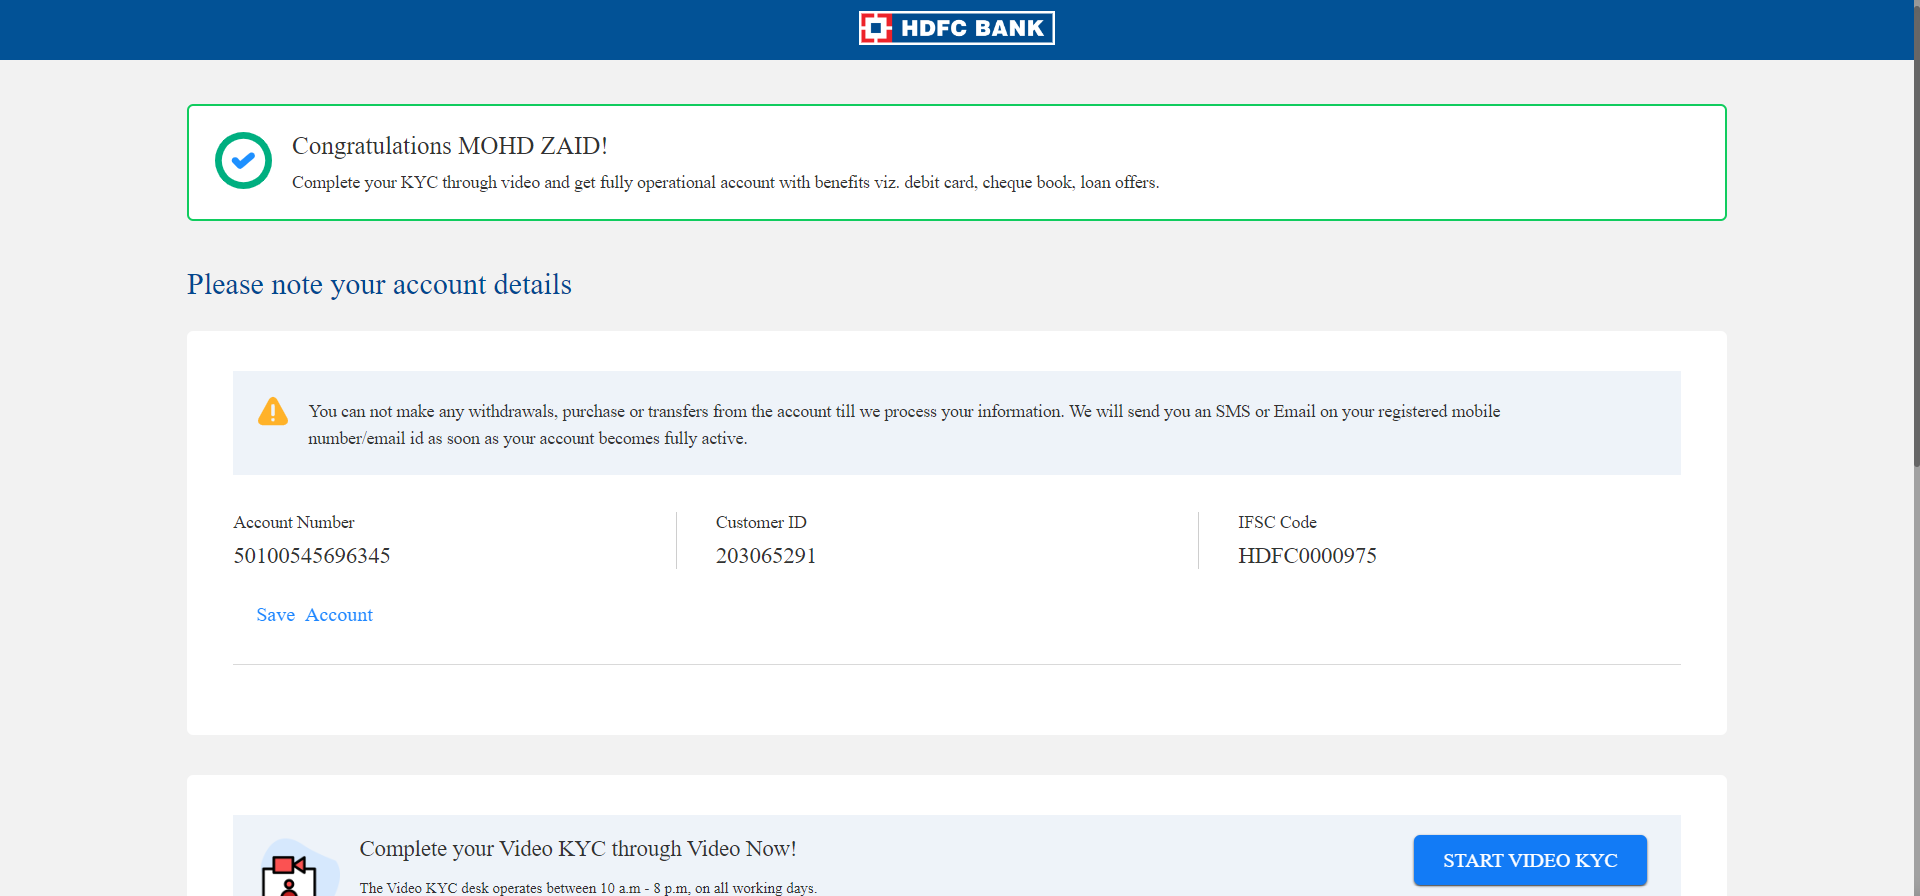 HDFC BANK
Congratulations MOHD ZAID!
Complete your KYC through video and get fully operational account with benefits viz. debit card, cheque book, loan offers.
Please note your account details
You can not make any withdrawals, purchase or transfers from the account till we process your information. We will send you an SMS or Email on your registered mobile
number/email id as soon as your account becomes fully active.
Account Number
50100545696345
Customer ID
203065291
IFSC Code
HDFC0000975
Save Account
Complete your Video KYC through Video Now!
The Video KYC desk operates between 10 a.m - 8 p.m, on all working days.
START VIDEO KYC